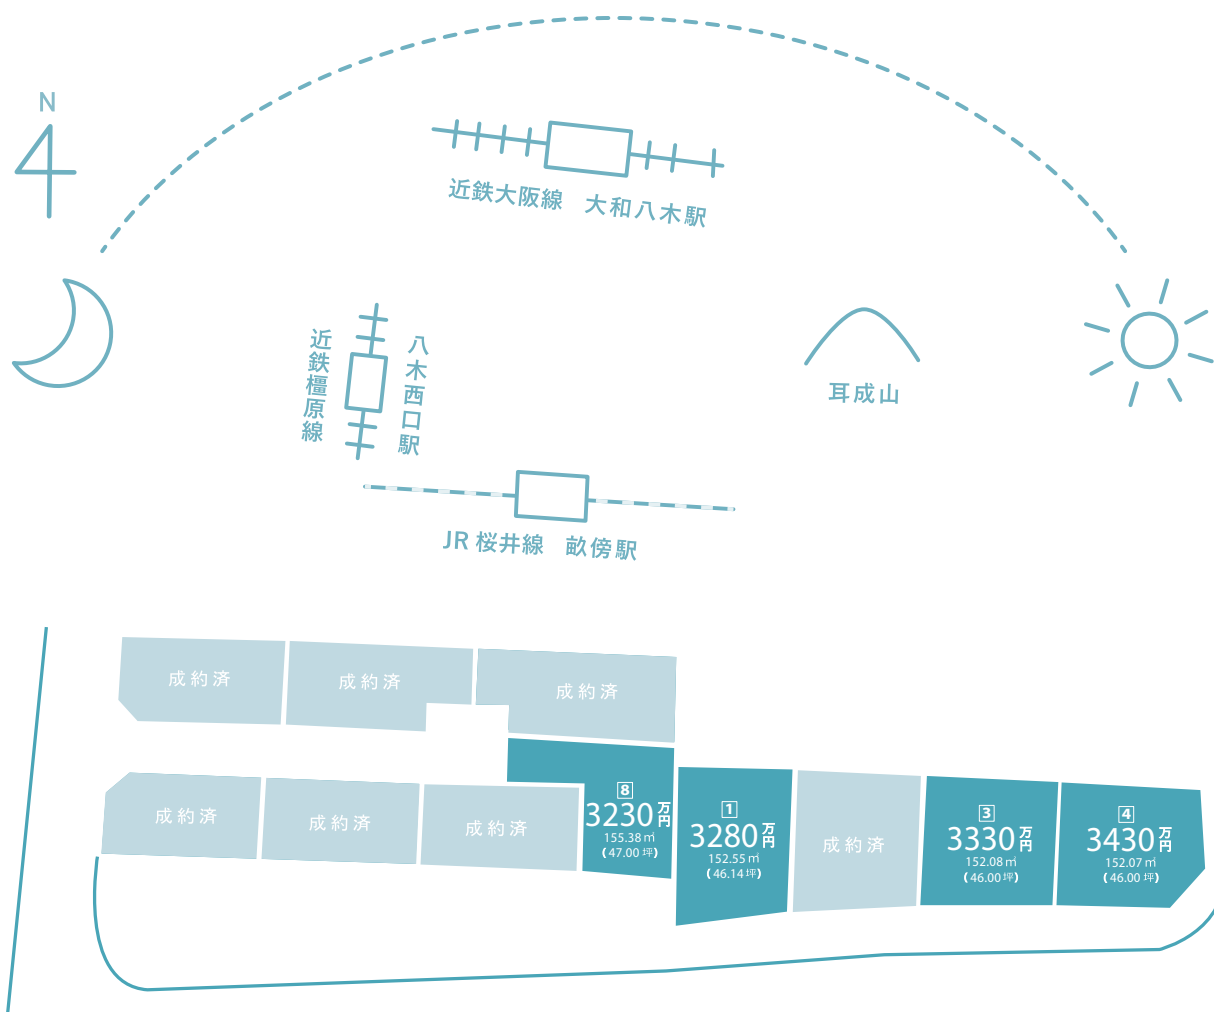 N
近鉄大阪線　大和八木駅
近鉄橿原線
八木西口駅
耳成山
JR 桜井線　畝傍駅
成約済
成約済
成約済
成約済
成約済
成約済
8
3230万円
155.38㎡
(47.00 坪)
1
3280万円
152.55㎡
(46.14坪)
成約済
3
3330万円
152.08㎡
(46.00坪)
4
3430万円
152.07㎡
(46.00 坪)